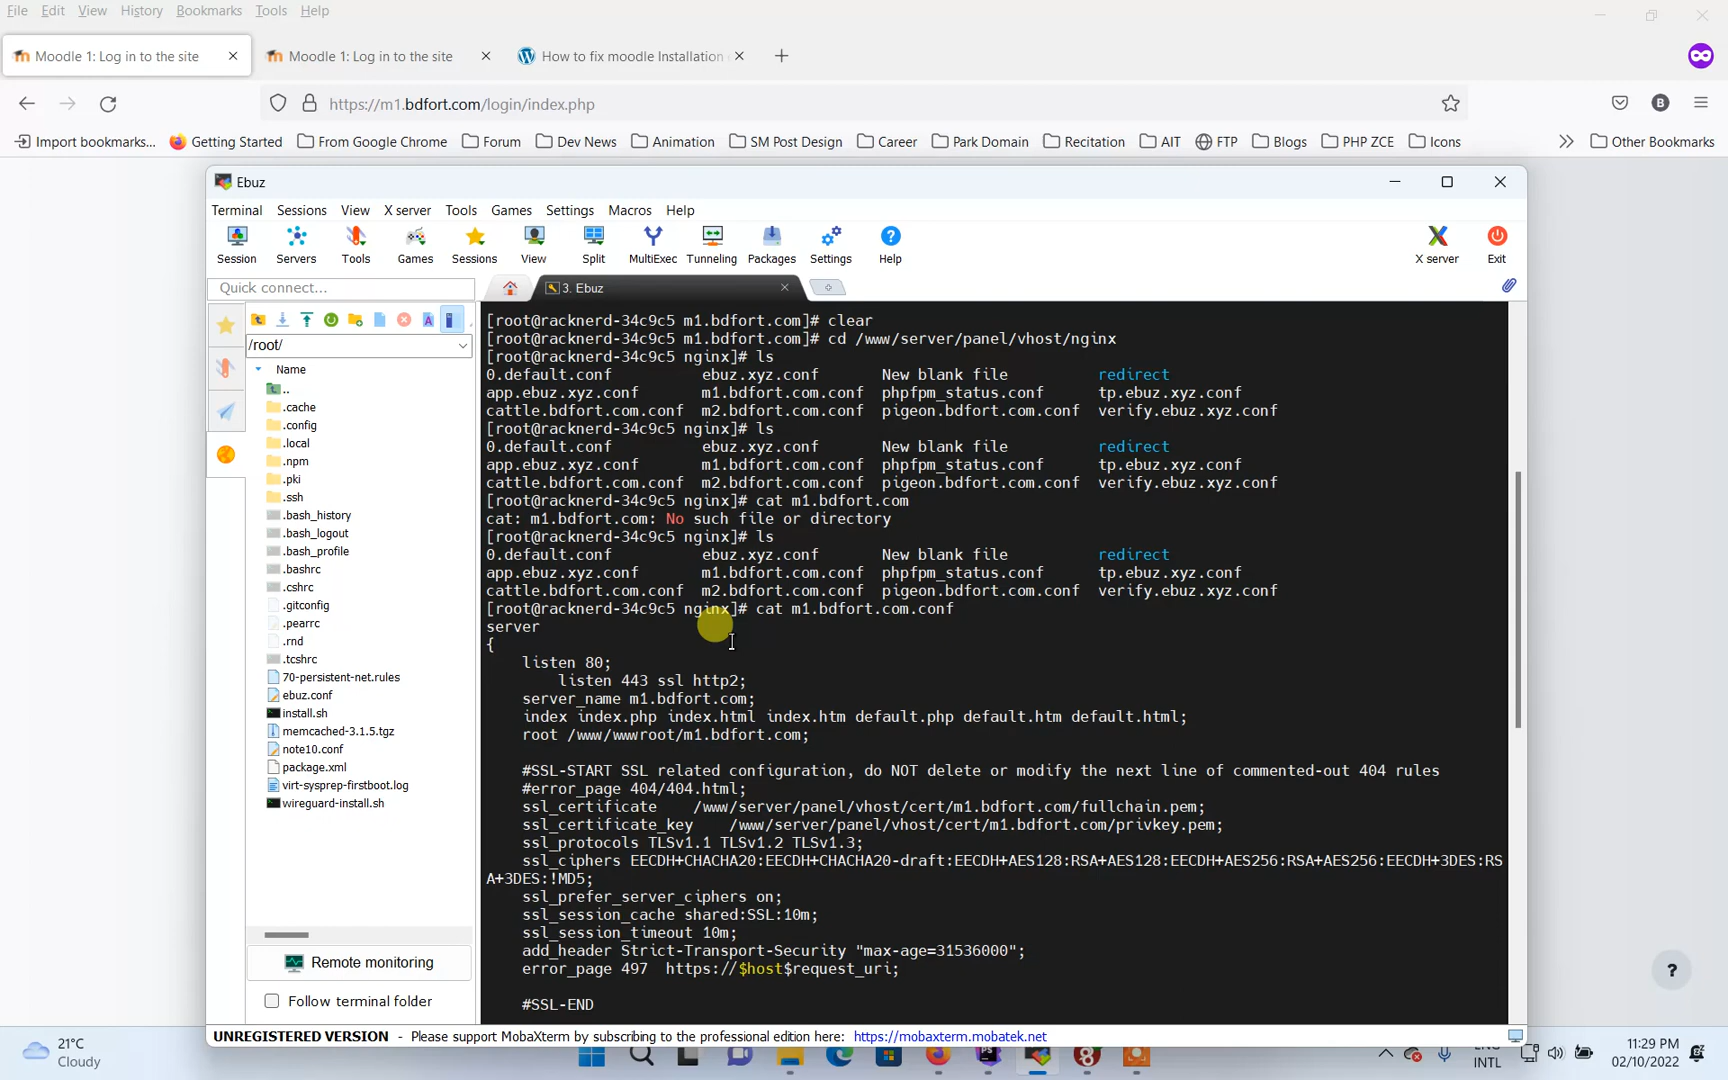 File Edit View History Bookmarks Tools Help
Moodle 1: Log in to the site Moodle 1: Log in to the site How to fix moodle Installation
https://m1.bdfort.com/login/index.php
Import bookmarks... Getting Started From Google Chrome Forum Dev News Animation SM Post Design Career Park Domain Recitation AIT FTP Blogs PHP ZCE Icons Other Bookmarks
Ebuz
Terminal Sessions View X server Tools Games Settings Macros Help
Session Servers Tools Games Sessions View Split MultiExec Tunneling Packages Settings Help X server Exit
Quick connect...
3. Ebuz
/root/
Name
..
.cache
.config
.local
.npm
.pki
.ssh
.bash_history
.bash_logout
.bash_profile
.bashrc
.cshrc
.gitconfig
.pearrc
.rnd
.tcshrc
70-persistent-net.rules
ebuz.conf
install.sh
memcached-3.1.5.tgz
note10.conf
package.xml
virt-sysprep-firstboot.log
wireguard-install.sh
Remote monitoring
Follow terminal folder
[root@racknerd-34c9c5 m1.bdfort.com]# clear
[root@racknerd-34c9c5 m1.bdfort.com]# cd /www/server/panel/vhost/nginx
[root@racknerd-34c9c5 nginx]# ls
0.default.conf ebuz.xyz.conf New blank file redirect
app.ebuz.xyz.conf m1.bdfort.com.conf phpfpm_status.conf tp.ebuz.xyz.conf
cattle.bdfort.com.conf m2.bdfort.com.conf pigeon.bdfort.com.conf verify.ebuz.xyz.conf
[root@racknerd-34c9c5 nginx]# ls
0.default.conf ebuz.xyz.conf New blank file redirect
app.ebuz.xyz.conf m1.bdfort.com.conf phpfpm_status.conf tp.ebuz.xyz.conf
cattle.bdfort.com.conf m2.bdfort.com.conf pigeon.bdfort.com.conf verify.ebuz.xyz.conf
[root@racknerd-34c9c5 nginx]# cat m1.bdfort.com
cat: m1.bdfort.com: No such file or directory
[root@racknerd-34c9c5 nginx]# ls
0.default.conf ebuz.xyz.conf New blank file redirect
app.ebuz.xyz.conf m1.bdfort.com.conf phpfpm_status.conf tp.ebuz.xyz.conf
cattle.bdfort.com.conf m2.bdfort.com.conf pigeon.bdfort.com.conf verify.ebuz.xyz.conf
[root@racknerd-34c9c5 nginx]# cat m1.bdfort.com.conf
server
{
listen 80;
listen 443 ssl http2;
server_name m1.bdfort.com;
index index.php index.html index.htm default.php default.htm default.html;
root /www/wwwroot/m1.bdfort.com;
#SSL-START SSL related configuration, do NOT delete or modify the next line of commented-out 404 rules
#error_page 404/404.html;
ssl_certificate /www/server/panel/vhost/cert/m1.bdfort.com/fullchain.pem;
ssl_certificate_key /www/server/panel/vhost/cert/m1.bdfort.com/privkey.pem;
ssl_protocols TLSv1.1 TLSv1.2 TLSv1.3;
ssl_ciphers EECDH+CHACHA20:EECDH+CHACHA20-draft:EECDH+AES128:RSA+AES128:EECDH+AES256:RSA+AES256:EECDH+3DES:RS
A+3DES:!MD5;
ssl_prefer_server_ciphers on;
ssl_session_cache shared:SSL:10m;
ssl_session_timeout 10m;
add_header Strict-Transport-Security "max-age=31536000";
error_page 497 https://$host$request_uri;
#SSL-END
UNREGISTERED VERSION - Please support MobaXterm by subscribing to the professional edition here: https://mobaxterm.mobatek.net
21°C
Cloudy
ENG
INTL
11:29 PM
02/10/2022